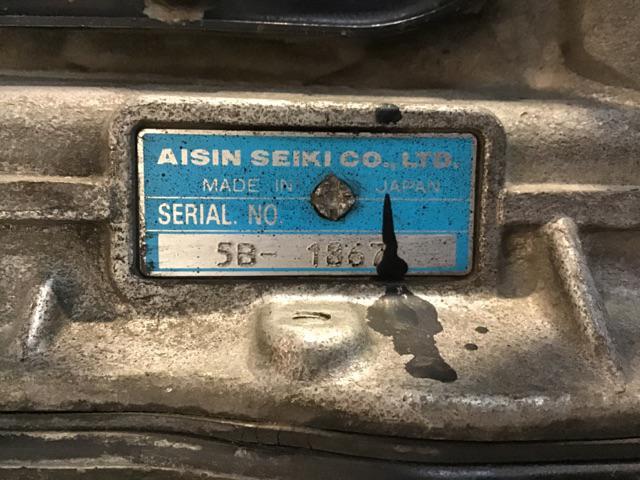 AISIN SEIKI CO., LTD.
MADE IN JAPAN
SERIAL. NO.
5B- 1867